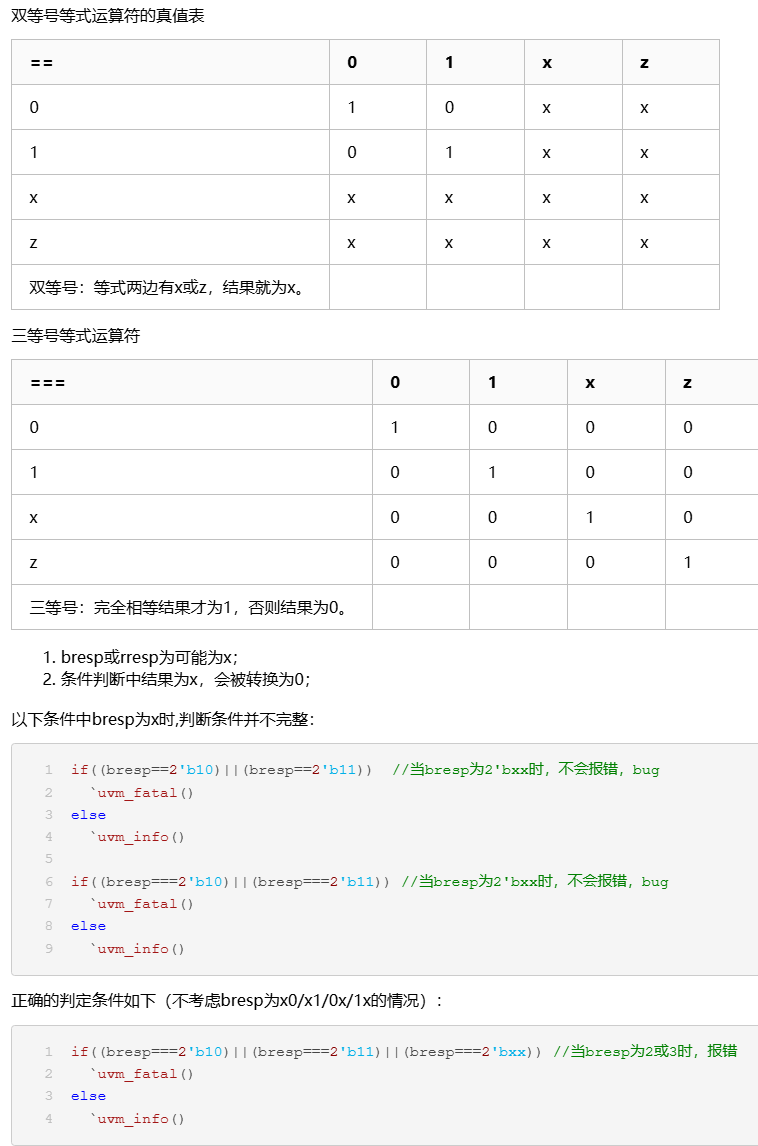 双等号等式运算符的真值表
== 0 1 x z
0 1 0 x x
1 0 1 x x
x x x x x
z x x x x
双等号：等式两边有x或z，结果就为x。
三等号等式运算符
=== 0 1 x z
0 1 0 0 0
1 0 1 0 0
x 0 0 1 0
z 0 0 0 1
三等号：完全相等结果才为1，否则结果为0。
1. bresp或rresp为可能为x；
2. 条件判断中结果为x，会被转换为0；
以下条件中bresp为x时,判断条件并不完整：
1 if((bresp==2'b10)||(bresp==2'b11))  //当bresp为2'bxx时，不会报错，bug
2   `uvm_fatal()
3 else
4   `uvm_info()
5
6 if((bresp===2'b10)||(bresp===2'b11)) //当bresp为2'bxx时，不会报错，bug
7   `uvm_fatal()
8 else
9   `uvm_info()
正确的判定条件如下（不考虑bresp为x0/x1/0x/1x的情况）：
1 if((bresp===2'b10)||(bresp===2'b11)||(bresp===2'bxx)) //当bresp为2或3时，报错
2   `uvm_fatal()
3 else
4   `uvm_info()